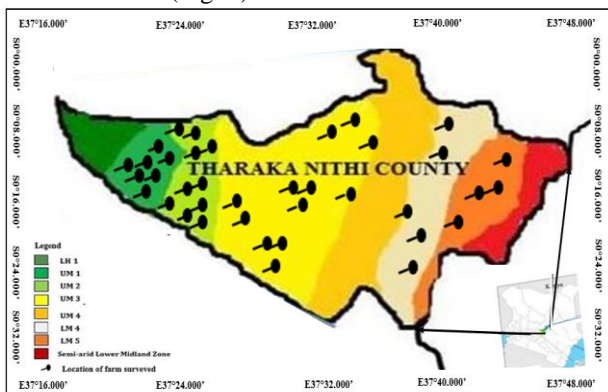 E37°16.000' E37°24.000' E37°32.000' E37°40.000' E37°48.000'
S0°00.000' S0°00.000'
S0°08.000' S0°08.000'
THARAKA NITHI COUNTY
S0°16.000' S0°16.000'
S0°24.000' S0°24.000'
S0°32.000' S0°32.000'
Legend
LH 1
UM 1
UM 2
UM 3
UM 4
LM 4
LM 5
Semi-arid Lower Midland Zone
Location of farm surveyed
E37°16.000' E37°24.000' E37°32.000' E37°40.000' E37°48.000'